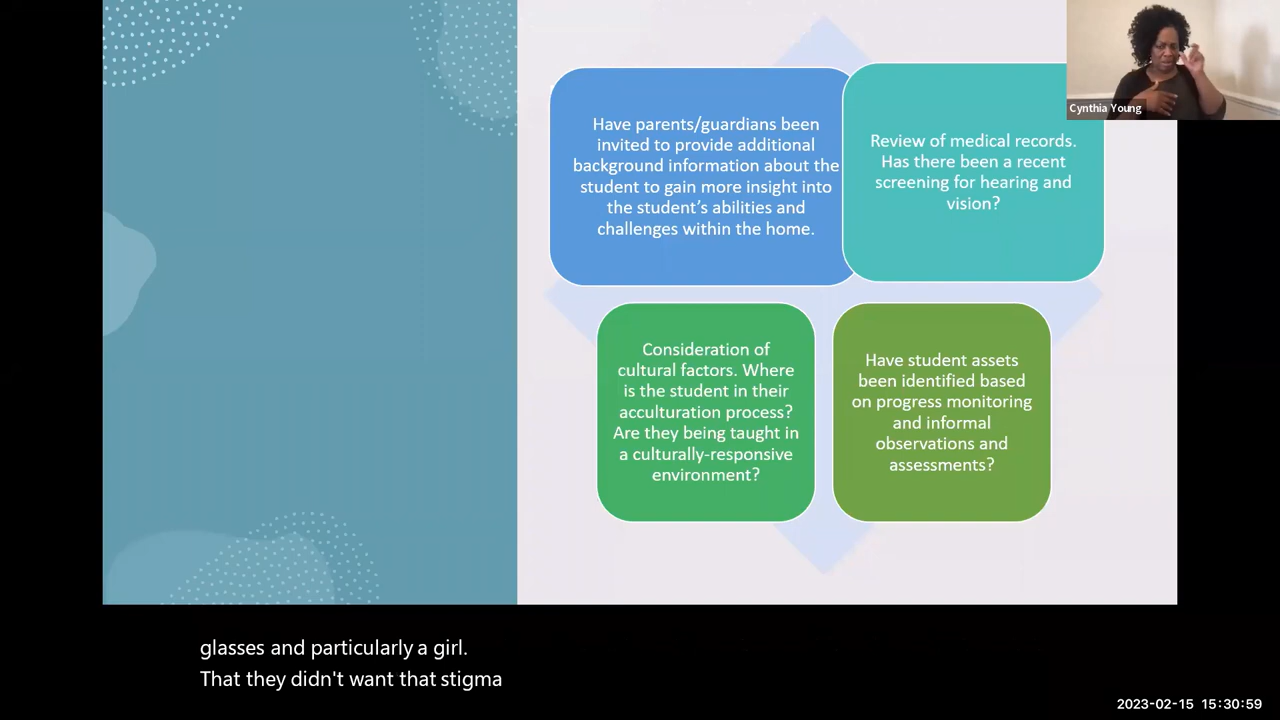 Have parents/guardians been
invited to provide additional
background information about the
student to gain more insight into
the student's abilities and
challenges within the home.
Review of medical records.
Has there been a recent
screening for hearing and
vision?
Cynthia Young
Consideration of
cultural factors. Where
is the student in their
acculturation process?
Are they being taught in
a culturally-responsive
environment?
Have student assets
been identified based
on progress monitoring
and informal
observations and
assessments?
glasses and particularly a girl.
That they didn't want that stigma
2023-02-15 15:30:59